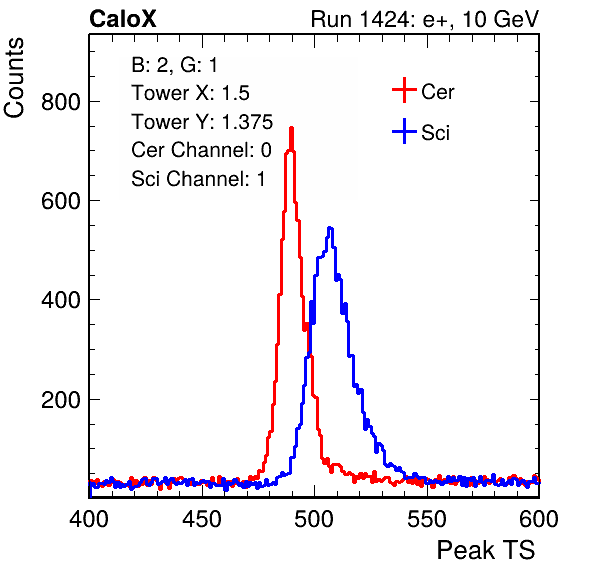 CaloX Run 1424: e+, 10 GeV
Counts
B: 2, G: 1
Tower X: 1.5
Tower Y: 1.375
Cer Channel: 0
Sci Channel: 1
Cer
Sci
800
600
400
200
400 450 500 550 600
Peak TS